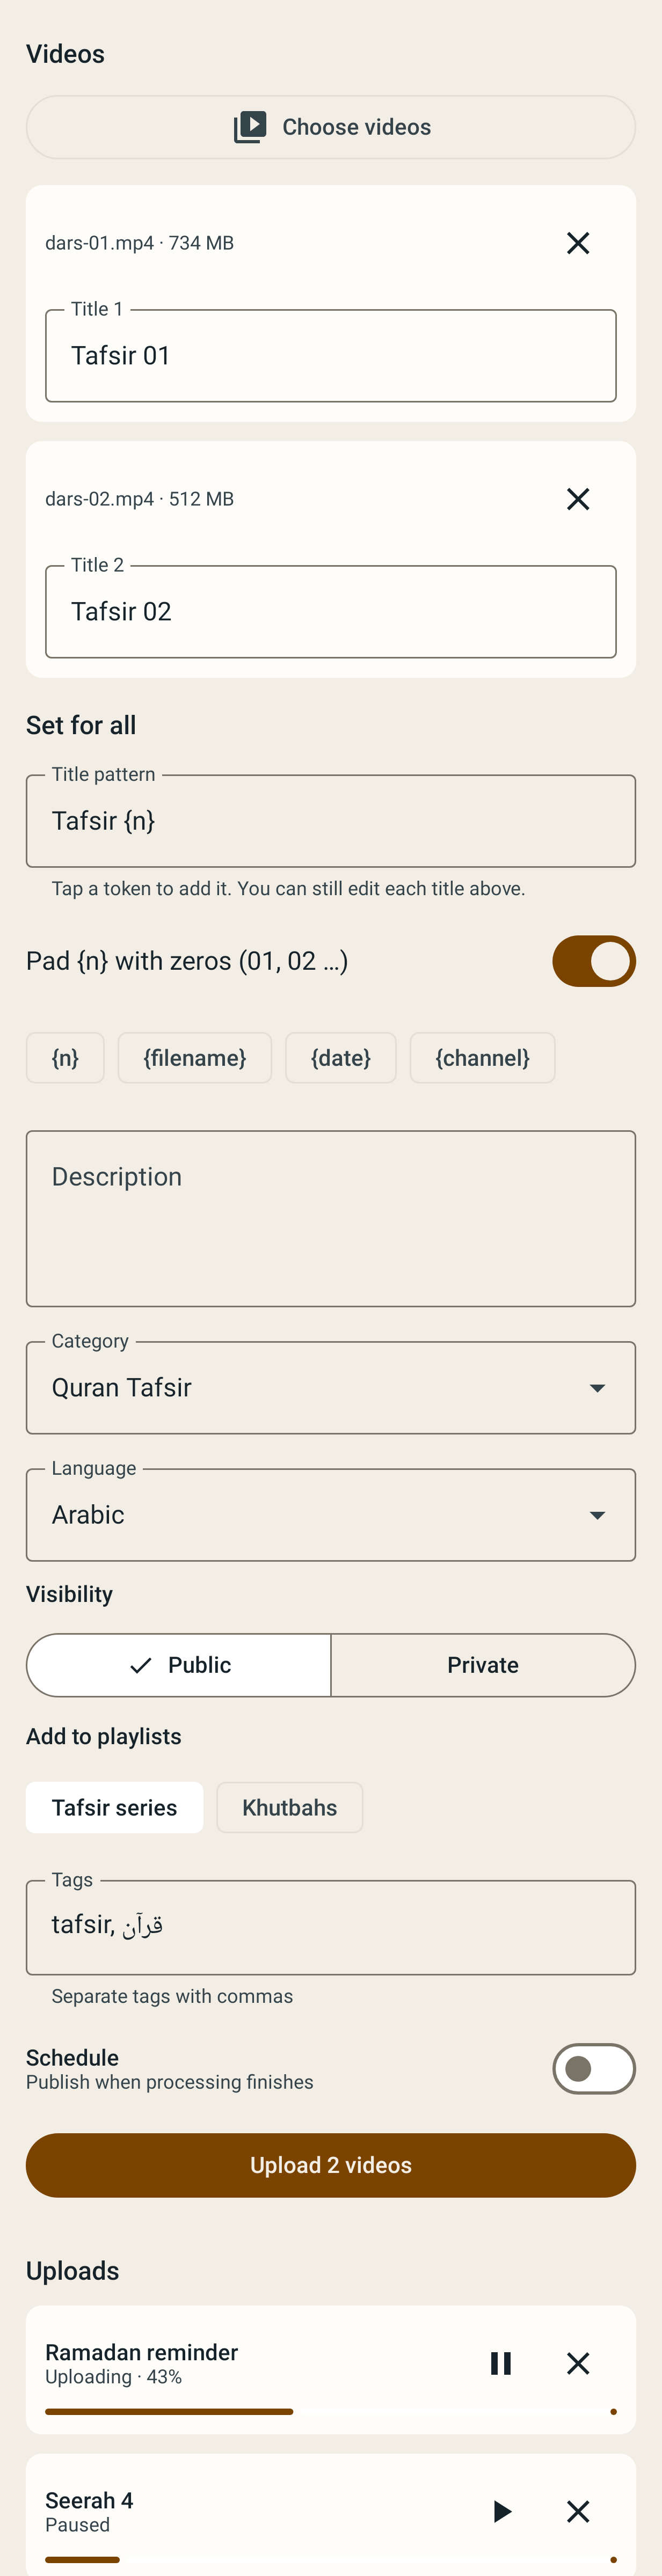 Videos
Choose videos
dars-01.mp4 · 734 MB
Title 1
Tafsir 01
dars-02.mp4 · 512 MB
Title 2
Tafsir 02
Set for all
Title pattern
Tafsir {n}
Tap a token to add it. You can still edit each title above.
Pad {n} with zeros (01, 02 …)
{n} {filename} {date} {channel}
Description
Category
Quran Tafsir
Language
Arabic
Visibility
Public Private
Add to playlists
Tafsir series Khutbahs
Tags
tafsir, قرآن
Separate tags with commas
Schedule
Publish when processing finishes
Upload 2 videos
Uploads
Ramadan reminder
Uploading · 43%
Seerah 4
Paused